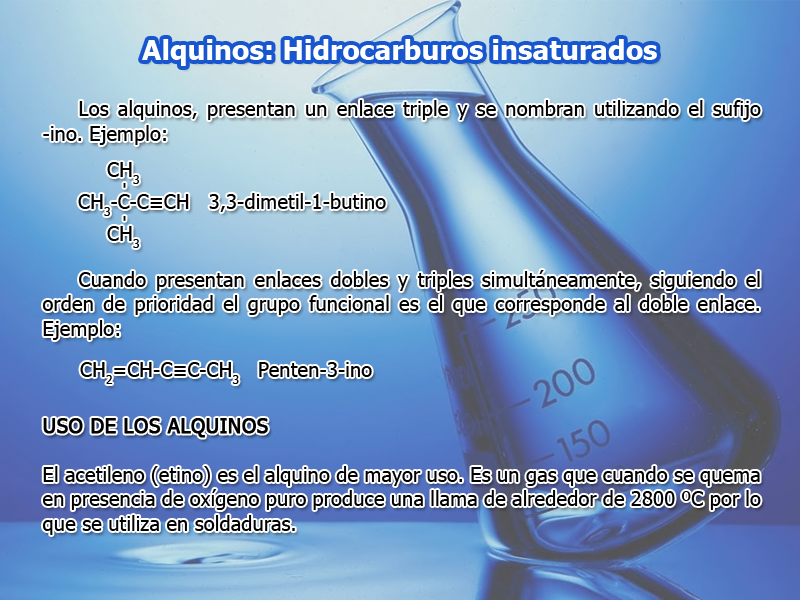 Alquinos: Hidrocarburos insaturados
Los alquinos, presentan un enlace triple y se nombran utilizando el sufijo
-ino. Ejemplo:
CH₃
CH₃-C-C≡CH 3,3-dimetil-1-butino
CH₃
Cuando presentan enlaces dobles y triples simultáneamente, siguiendo el
orden de prioridad el grupo funcional es el que corresponde al doble enlace.
Ejemplo:
250
CH₂=CH-C≡C-CH₃ Penten-3-ino
200
USO DE LOS ALQUINOS
150
El acetileno (etino) es el alquino de mayor uso. Es un gas que cuando se quema
en presencia de oxígeno puro produce una llama de alrededor de 2800 ºC por lo
que se utiliza en soldaduras.